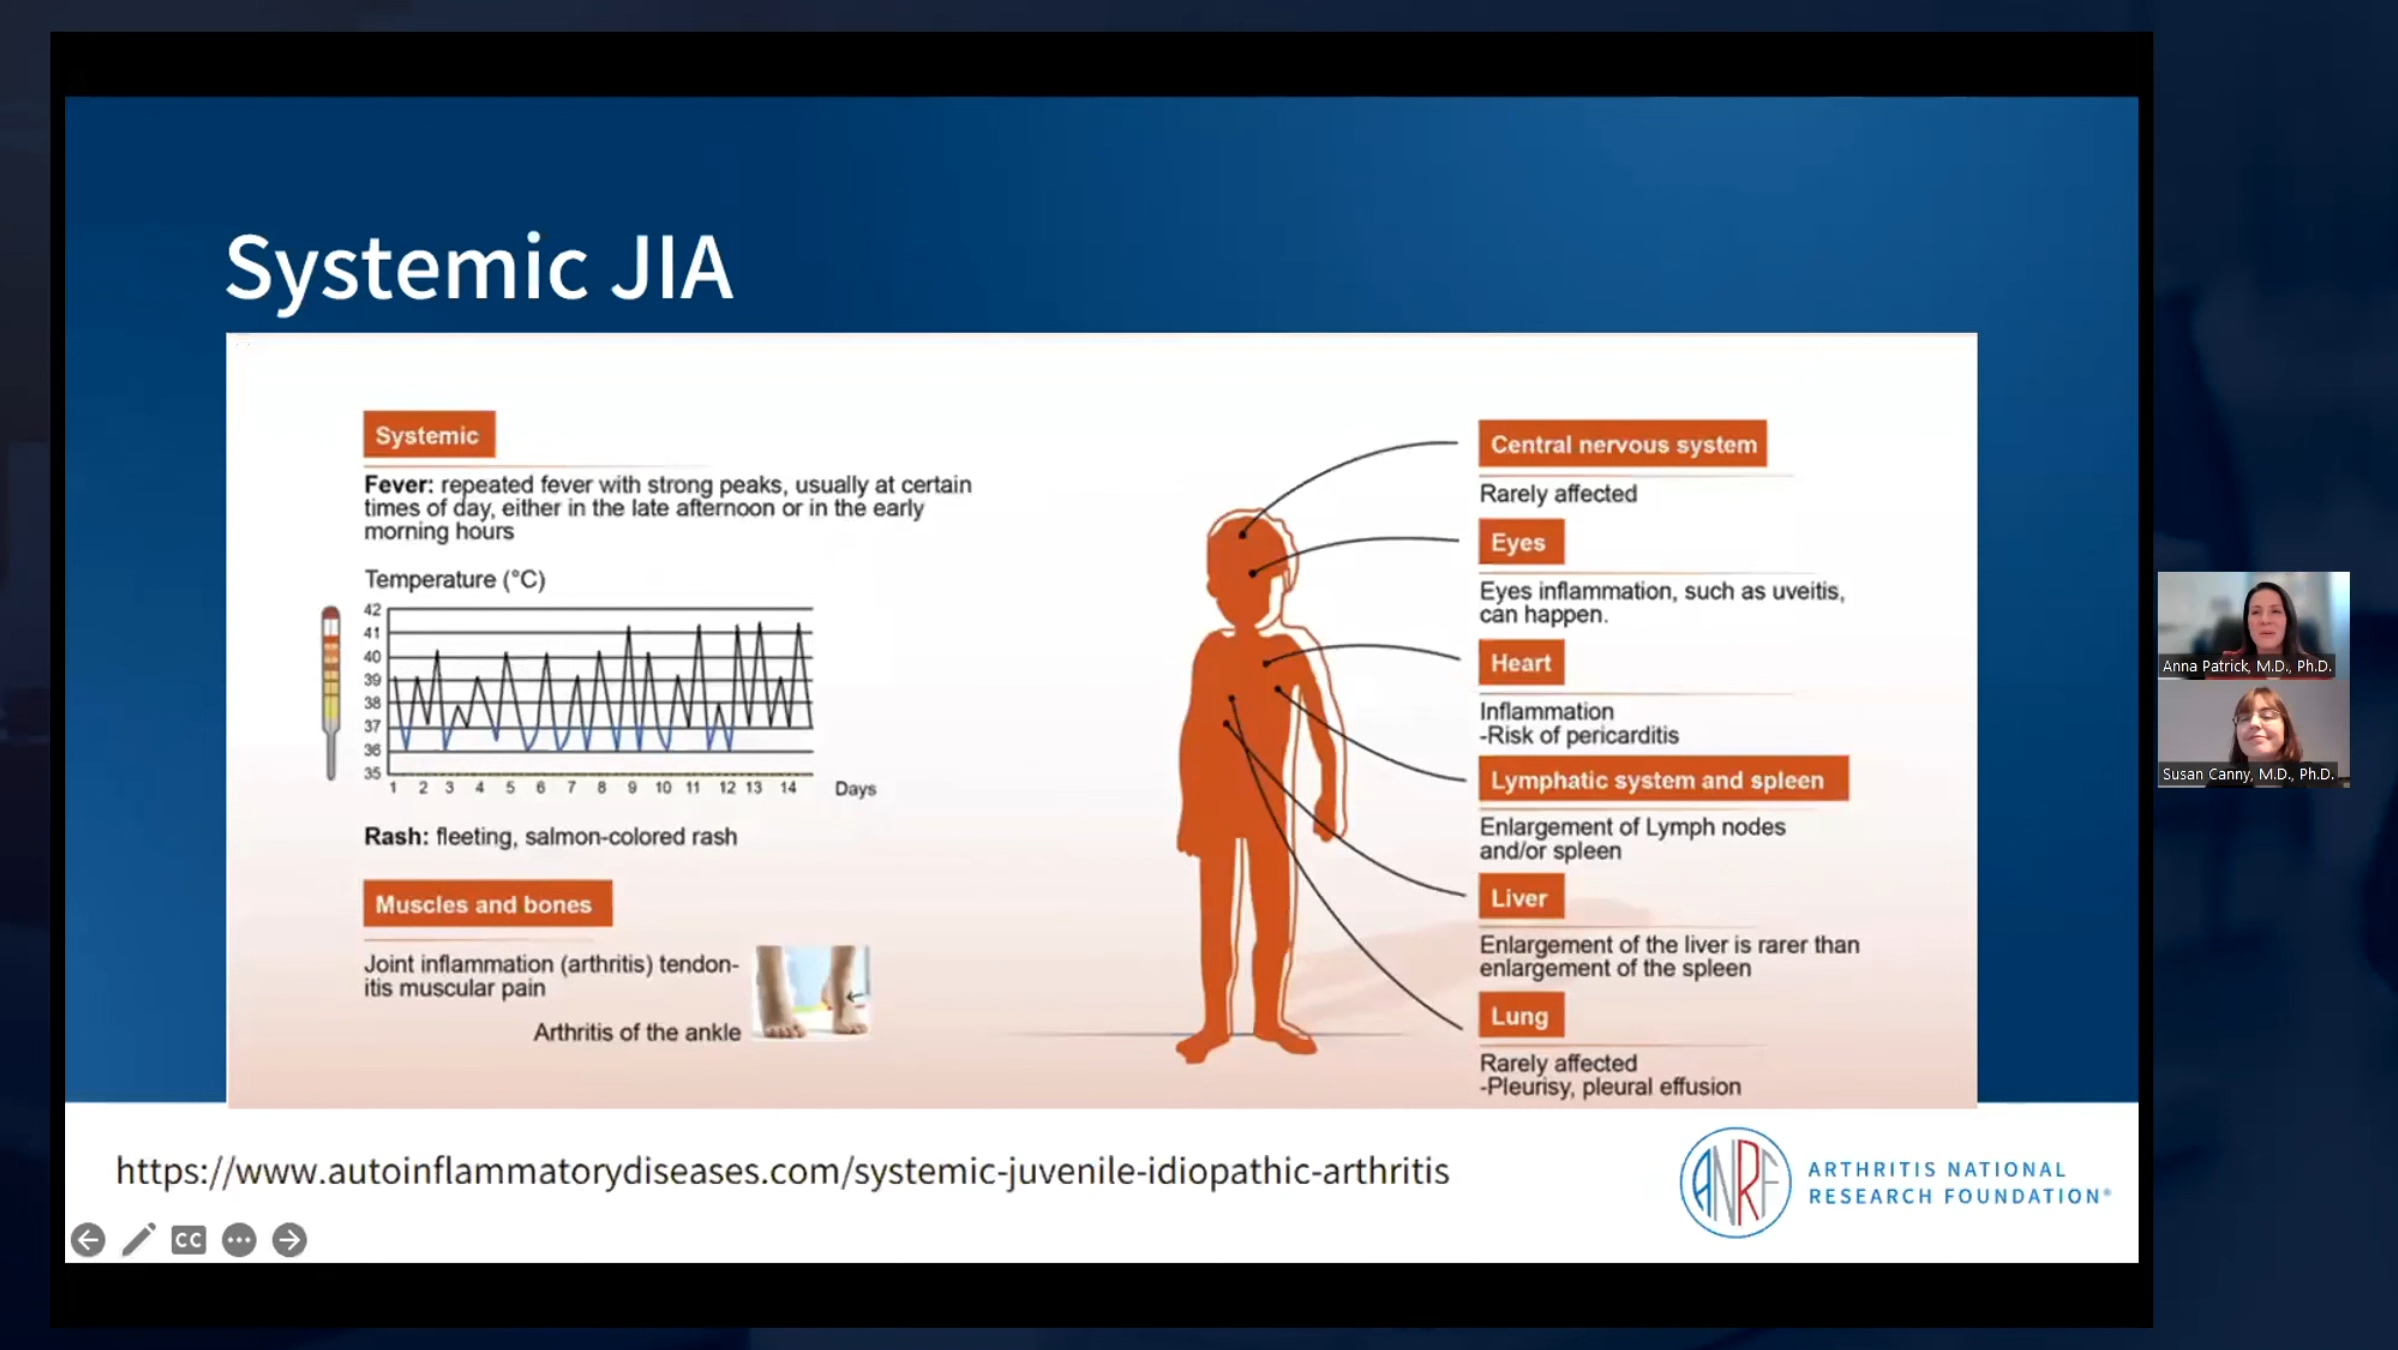 Systemic JIA
Systemic
Fever: repeated fever with strong peaks, usually at certain
times of day, either in the late afternoon or in the early
morning hours
Temperature (°C)
42
41
40
39
38
37
36
35
1 2 3 4 5 6 7 8 9 10 11 12 13 14 Days
Rash: fleeting, salmon-colored rash
Muscles and bones
Joint inflammation (arthritis) tendon-
itis muscular pain
Arthritis of the ankle
Central nervous system
Rarely affected
Eyes
Eyes inflammation, such as uveitis,
can happen.
Heart
Inflammation
-Risk of pericarditis
Lymphatic system and spleen
Enlargement of Lymph nodes
and/or spleen
Liver
Enlargement of the liver is rarer than
enlargement of the spleen
Lung
Rarely affected
-Pleurisy, pleural effusion
https://www.autoinflammatorydiseases.com/systemic-juvenile-idiopathic-arthritis
ANRF
ARTHRITIS NATIONAL
RESEARCH FOUNDATION®
CC
Anna Patrick, M.D., Ph.D.
Susan Canny, M.D., Ph.D.